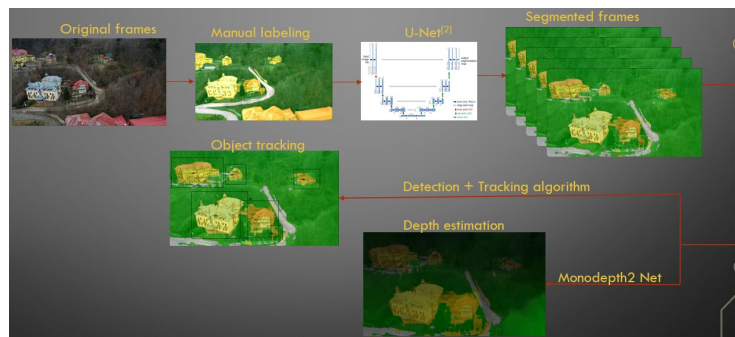 Original frames
Manual labeling
U-Net[2]
Segmented frames
Object tracking
Detection + Tracking algorithm
Depth estimation
Monodepth2 Net